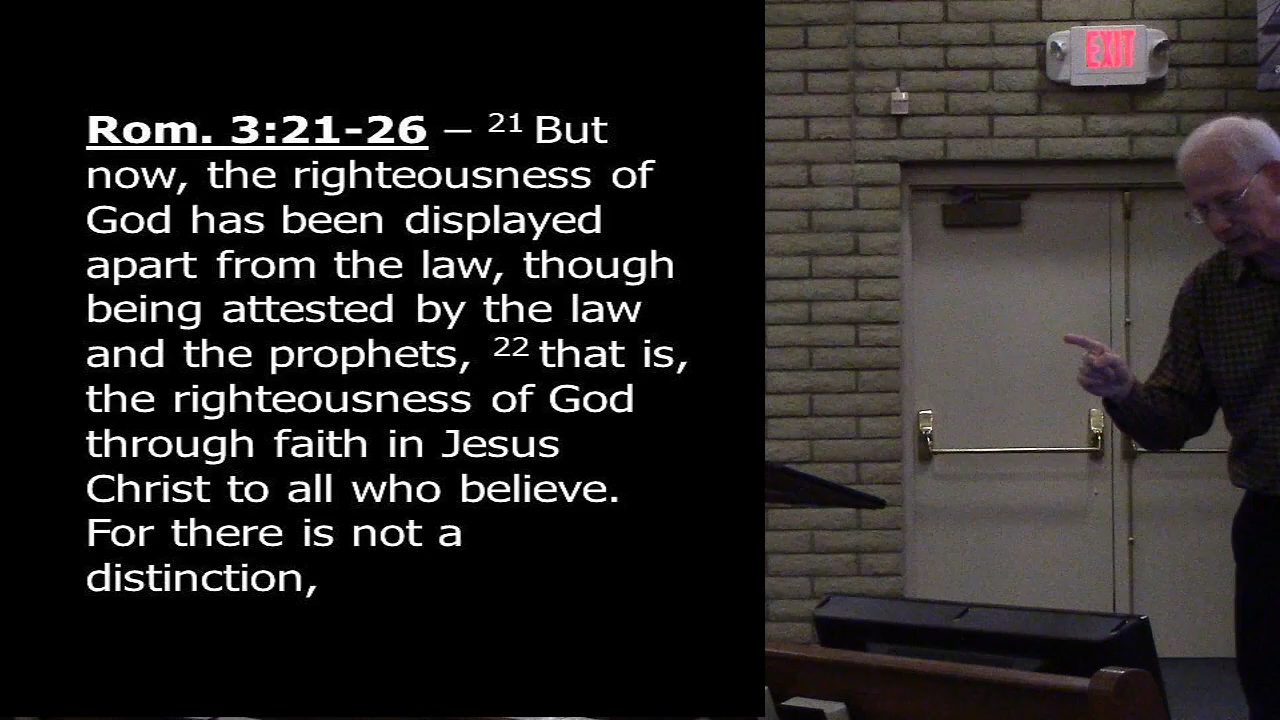 Rom. 3:21-26 – 21 But
now, the righteousness of
God has been displayed
apart from the law, though
being attested by the law
and the prophets, 22 that is,
the righteousness of God
through faith in Jesus
Christ to all who believe.
For there is not a
distinction,
EXIT